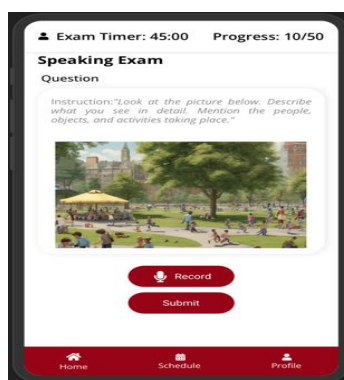 Exam Timer: 45:00 Progress: 10/50
Speaking Exam
Question
Instruction:"Look at the picture below. Describe
what you see in detail. Mention the people,
objects, and activities taking place."
Record
Submit
Home Schedule Profile